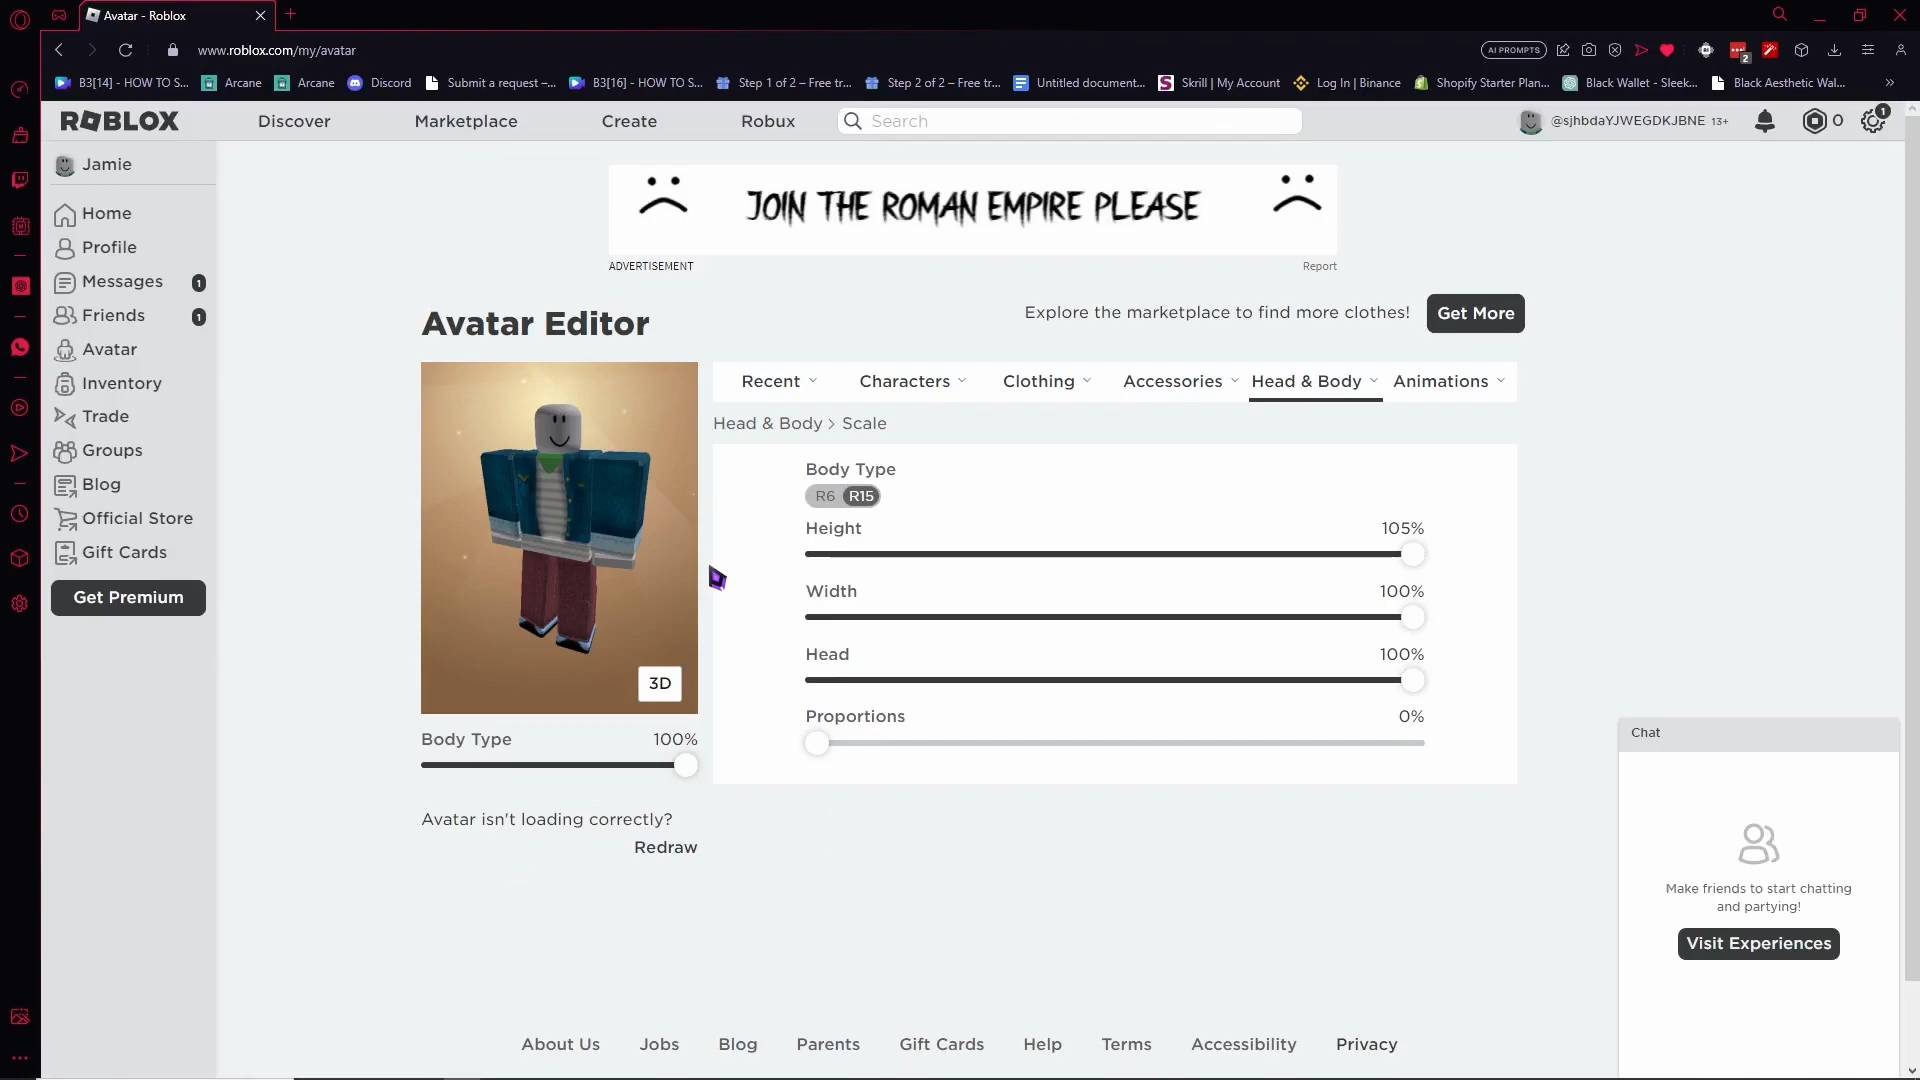 Avatar - Roblox
www.roblox.com/my/avatar
AI PROMPTS
2
B3[14] - HOW TO S...
Arcane
Arcane
Discord
Submit a request –...
B3[16] - HOW TO S...
Step 1 of 2 – Free tr...
Step 2 of 2 – Free tr...
Untitled document...
Skrill | My Account
Log In | Binance
Shopify Starter Plan...
Black Wallet - Sleek...
Black Aesthetic Wal...
ROBLOX
Discover
Marketplace
Create
Robux
Search
@sjhbdaYJWEGDKJBNE 13+
0
1
Jamie
Home
Profile
Messages 1
Friends 1
Avatar
Inventory
Trade
Groups
Blog
Official Store
Gift Cards
Get Premium
JOIN THE ROMAN EMPIRE PLEASE
ADVERTISEMENT
Report
Avatar Editor
Explore the marketplace to find more clothes!
Get More
Recent
Characters
Clothing
Accessories
Head & Body
Animations
Head & Body > Scale
3D
Body Type 100%
Avatar isn't loading correctly?
Redraw
Body Type
R6 R15
Height 105%
Width 100%
Head 100%
Proportions 0%
Chat
Make friends to start chatting
and partying!
Visit Experiences
About Us
Jobs
Blog
Parents
Gift Cards
Help
Terms
Accessibility
Privacy